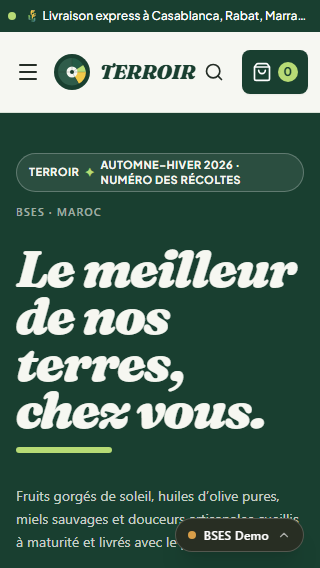 Livraison express à Casablanca, Rabat, Marra...
TERROIR
0
TERROIR ✦ AUTOMNE–HIVER 2026 ·
NUMÉRO DES RÉCOLTES
BSES · MAROC
Le meilleur
de nos
terres,
chez vous.
Fruits gorgés de soleil, huiles d'olive pures,
miels sauvages et douceurs artisanales cueillis
à maturité et livrés avec le
BSES Demo